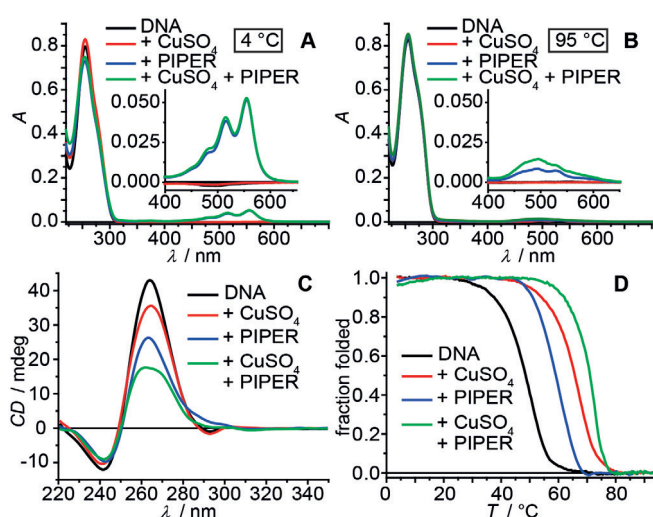 DNA
+ CuSO4
+ PIPER
+ CuSO4 + PIPER
4 °C
A
A
0.0
0.2
0.4
0.6
0.8
300 400 500 600
λ / nm
0.000
0.025
0.050
400 500 600
DNA
+ CuSO4
+ PIPER
+ CuSO4 + PIPER
95 °C
B
A
0.0
0.2
0.4
0.6
0.8
300 400 500 600
λ / nm
0.000
0.025
0.050
400 500 600
C
DNA
+ CuSO4
+ PIPER
+ CuSO4
+ PIPER
CD / mdeg
40
30
20
10
0
-10
220 240 260 280 300 320 340
λ / nm
D
DNA
+ CuSO4
+ PIPER
+ CuSO4
+ PIPER
fraction folded
1.0
0.8
0.6
0.4
0.2
0.0
0 20 40 60 80
T / °C